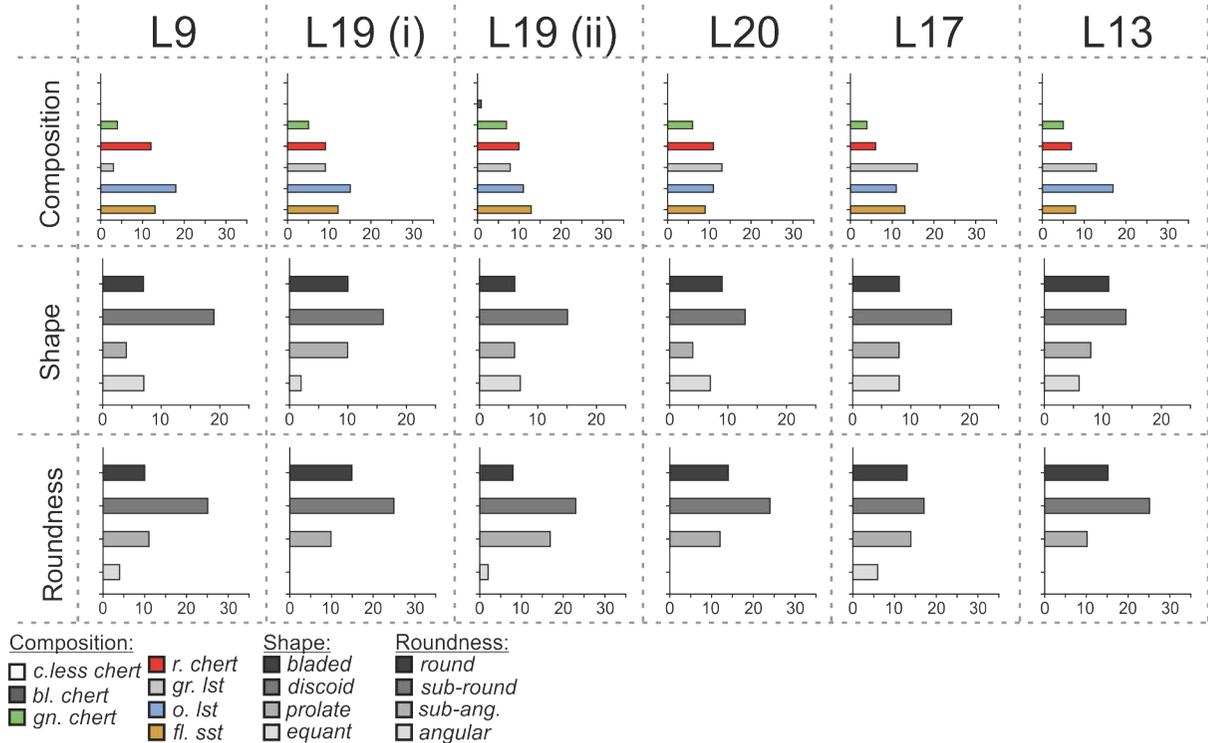 L9 L19 (i) L19 (ii) L20 L17 L13
Composition
0 10 20 30 0 10 20 30 0 10 20 30 0 10 20 30 0 10 20 30 0 10 20 30
Shape
0 10 20 0 10 20 0 10 20 0 10 20 0 10 20 0 10 20
Roundness
0 10 20 30 0 10 20 30 0 10 20 30 0 10 20 30 0 10 20 30 0 10 20 30
Composition:
c.less chert
bl. chert
gn. chert
r. chert
gr. lst
o. lst
fl. sst
Shape:
bladed
discoid
prolate
equant
Roundness:
round
sub-round
sub-ang.
angular